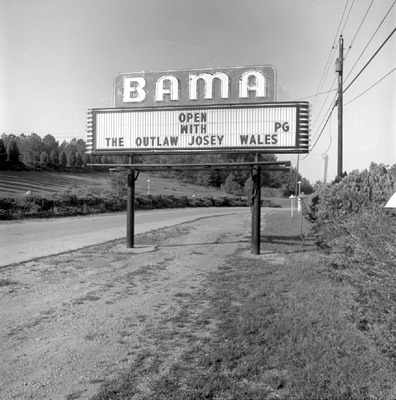 BAMA
OPEN
WITH PG
THE OUTLAW JOSEY WALES